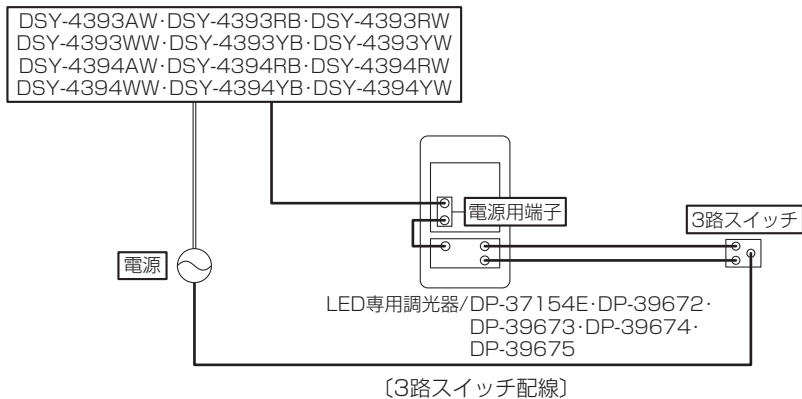 DSY-4393AW･DSY-4393RB･DSY-4393RW
DSY-4393WW･DSY-4393YB･DSY-4393YW
DSY-4394AW･DSY-4394RB･DSY-4394RW
DSY-4394WW･DSY-4394YB･DSY-4394YW
電源用端子
3路スイッチ
電源
LED専用調光器/DP-37154E･DP-39672･
DP-39673･DP-39674･
DP-39675
〔3路スイッチ配線〕